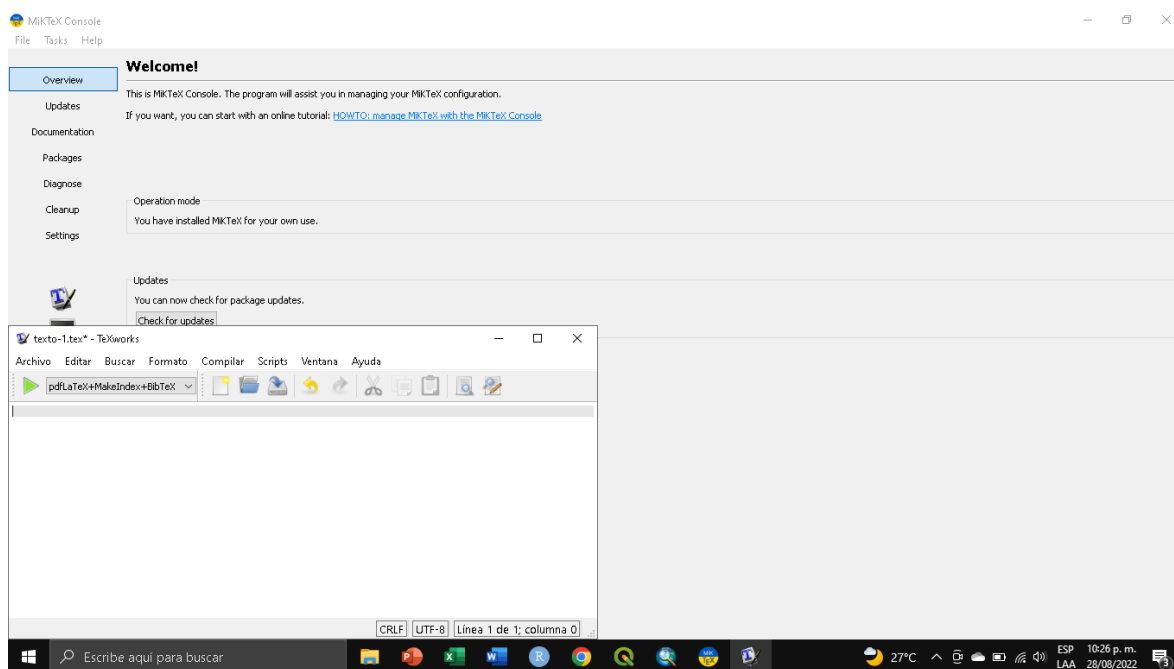 MiKTeX Console
File Tasks Help
Overview
Updates
Documentation
Packages
Diagnose
Cleanup
Settings
Welcome!
This is MiKTeX Console. The program will assist you in managing your MiKTeX configuration.
If you want, you can start with an online tutorial: HOWTO: manage MiKTeX with the MiKTeX Console
Operation mode
You have installed MiKTeX for your own use.
Updates
You can now check for package updates.
Check for updates
texto-1.tex* - TeXworks
Archivo Editar Buscar Formato Compilar Scripts Ventana Ayuda
pdfLaTeX+MakeIndex+BibTeX
CRLF UTF-8 Línea 1 de 1; columna 0
Escribe aquí para buscar
27°C
ESP
LAA
10:26 p. m.
28/08/2022